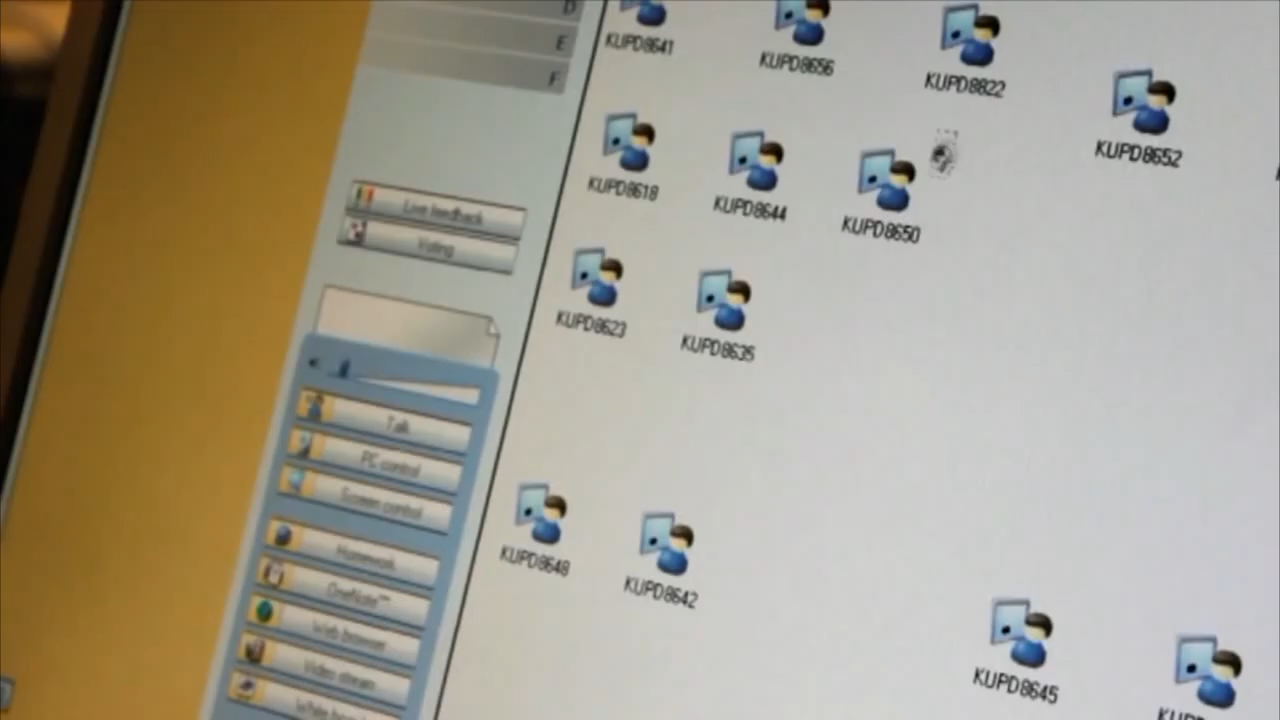 D
E
F
Live feedback
Voting
Talk
PC control
Screen control
Homework
OneNote™
Web browser
Video stream
KUPD8641
KUPD8656
KUPD8822
KUPD8652
KUPD8618
KUPD8644
KUPD8650
KUPD8623
KUPD8635
KUPD8648
KUPD8642
KUPD8645